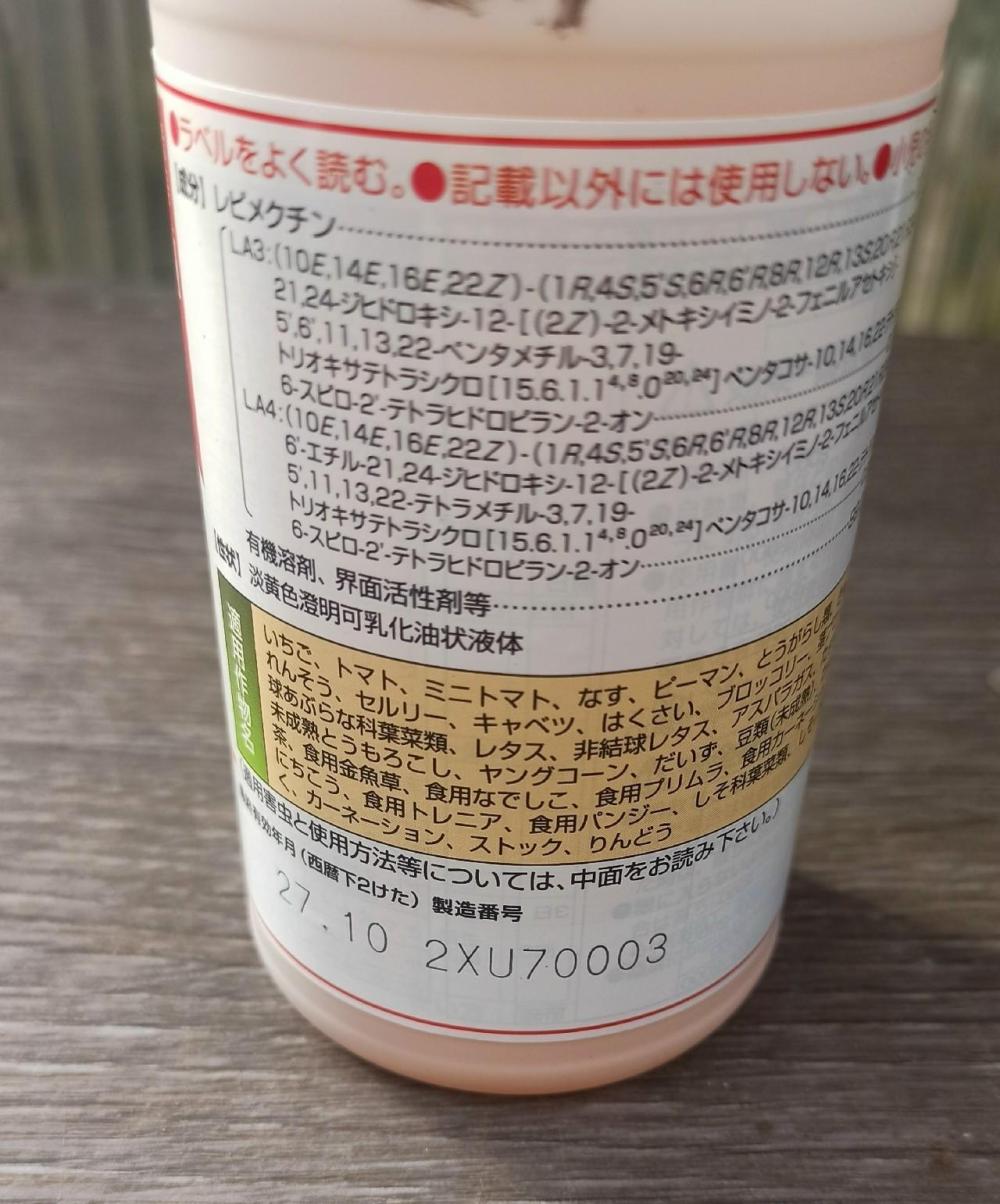 ●ラベルをよく読む。●記載以外には使用しない。●小児
【成分】レピメクチン
LA3:(10E,14E,16E,22Z)-(1R,4S,5'S,6R,6'R,8R,12R,13S,20R,21R,
21,24-ジヒドロキシ-12-[(2Z)-2-メトキシイミノ-2-フェニルアセトキシ
5',6',11,13,22-ペンタメチル-3,7,19-
トリオキサテトラシクロ[15.6.1.1⁴,⁸.0²⁰,²⁴]ペンタコサ-10,14,16,22-テ
6-スピロ-2'-テトラヒドロピラン-2-オン
LA4:(10E,14E,16E,22Z)-(1R,4S,5'S,6R,6'R,8R,12R,13S,20R,21R,
6'-エチル-21,24-ジヒドロキシ-12-[(2Z)-2-メトキシイミノ-2-フェニルアセ
5',11,13,22-テトラメチル-3,7,19-
トリオキサテトラシクロ[15.6.1.1⁴,⁸.0²⁰,²⁴]ペンタコサ-10,14,16,22-テ
6-スピロ-2'-テトラヒドロピラン-2-オン
有機溶剤、界面活性剤等
【性状】淡黄色澄明可乳化油状液体
適用作物名
いちご、トマト、ミニトマト、なす、ピーマン、とうがらし類、
れんそう、セルリー、キャベツ、はくさい、ブロッコリー、
球あぶらな科葉菜類、レタス、非結球レタス、アスパラガス、
未成熟とうもろこし、ヤングコーン、だいず、豆類(未成熟)、
茶、食用金魚草、食用なでしこ、食用プリムラ、食用カーネー
にちこう、食用トレニア、食用パンジー、しそ科葉菜類、
く、カーネーション、ストック、りんどう
(適用害虫と使用方法等については、中面をお読み下さい。)
最終有効年月(西暦下2けた) 製造番号
27.10 2XU70003